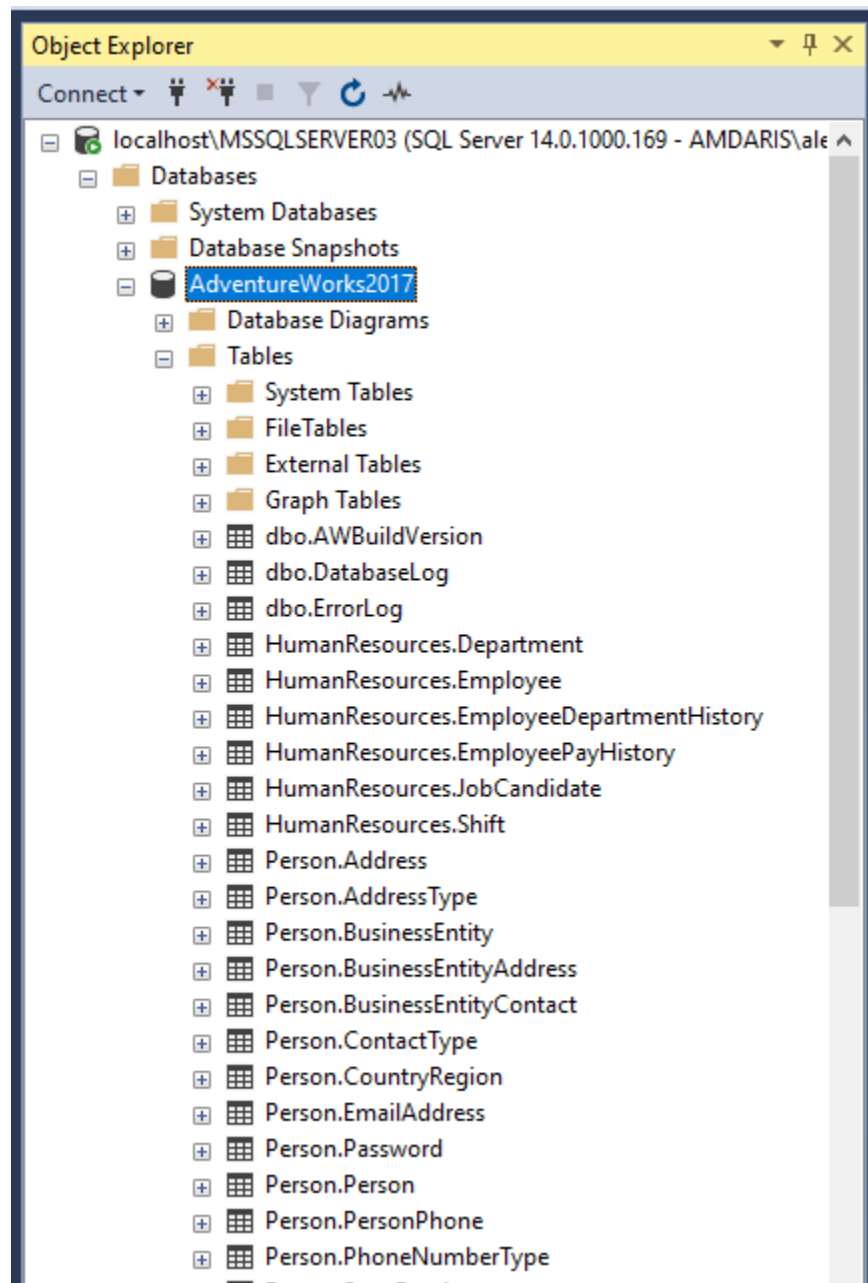 Object Explorer
Connect
localhost\MSSQLSERVER03 (SQL Server 14.0.1000.169 - AMDARIS\ale
Databases
System Databases
Database Snapshots
AdventureWorks2017
Database Diagrams
Tables
System Tables
FileTables
External Tables
Graph Tables
dbo.AWBuildVersion
dbo.DatabaseLog
dbo.ErrorLog
HumanResources.Department
HumanResources.Employee
HumanResources.EmployeeDepartmentHistory
HumanResources.EmployeePayHistory
HumanResources.JobCandidate
HumanResources.Shift
Person.Address
Person.AddressType
Person.BusinessEntity
Person.BusinessEntityAddress
Person.BusinessEntityContact
Person.ContactType
Person.CountryRegion
Person.EmailAddress
Person.Password
Person.Person
Person.PersonPhone
Person.PhoneNumberType